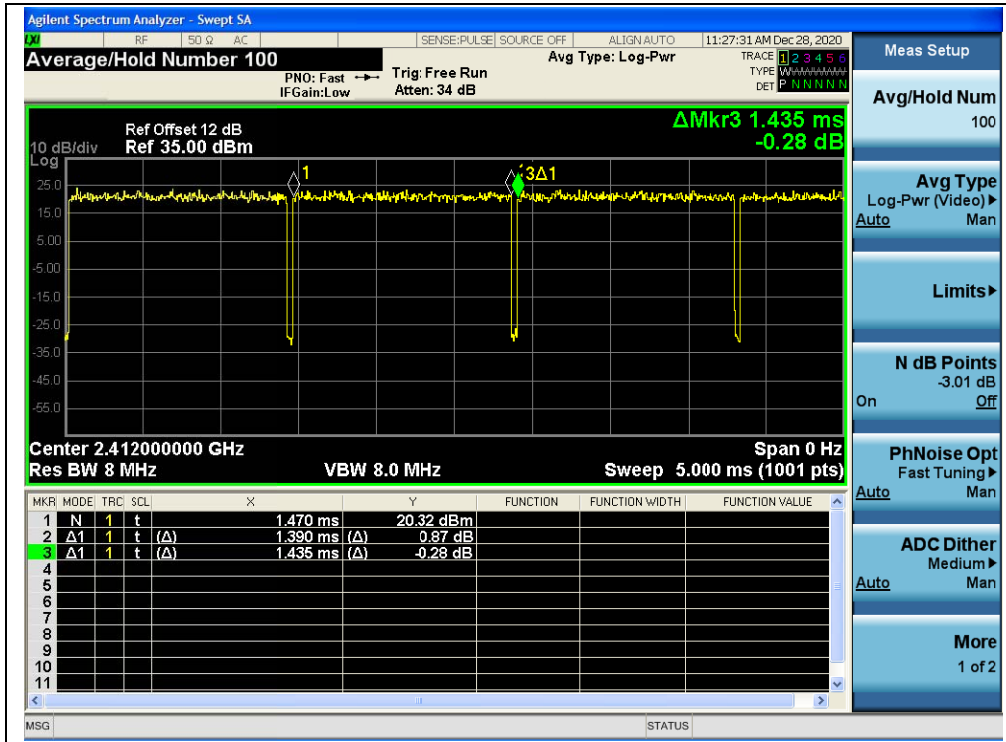 Agilent Spectrum Analyzer - Swept SA
LXI RF 50 Ω AC SENSE:PULSE SOURCE OFF ALIGN AUTO 11:27:31 AM Dec 28, 2020
Average/Hold Number 100
Avg Type: Log-Pwr
TRACE 1 2 3 4 5 6
TYPE
DET P N N N N N
PNO: Fast
IFGain:Low
Trig: Free Run
Atten: 34 dB
ΔMkr3 1.435 ms
-0.28 dB
Ref Offset 12 dB
10 dB/div Ref 35.00 dBm
Log
1
3Δ1
25.0
15.0
5.00
-5.00
-15.0
-25.0
-35.0
-45.0
-55.0
Center 2.412000000 GHz Span 0 Hz
Res BW 8 MHz VBW 8.0 MHz Sweep 5.000 ms (1001 pts)
MKR MODE TRC SCL X Y FUNCTION FUNCTION WIDTH FUNCTION VALUE
1 N 1 t 1.470 ms 20.32 dBm
2 Δ1 1 t (Δ) 1.390 ms (Δ) 0.87 dB
3 Δ1 1 t (Δ) 1.435 ms (Δ) -0.28 dB
4
5
6
7
8
9
10
11
MSG STATUS
Meas Setup
Avg/Hold Num
100
Avg Type
Log-Pwr (Video)
Auto Man
Limits
N dB Points
-3.01 dB
On Off
PhNoise Opt
Fast Tuning
Auto Man
ADC Dither
Medium
Auto Man
More
1 of 2